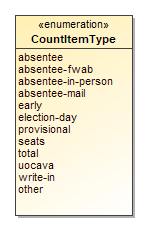 «enumeration»
CountItemType
absentee
absentee-fwab
absentee-in-person
absentee-mail
early
election-day
provisional
seats
total
uocava
write-in
other